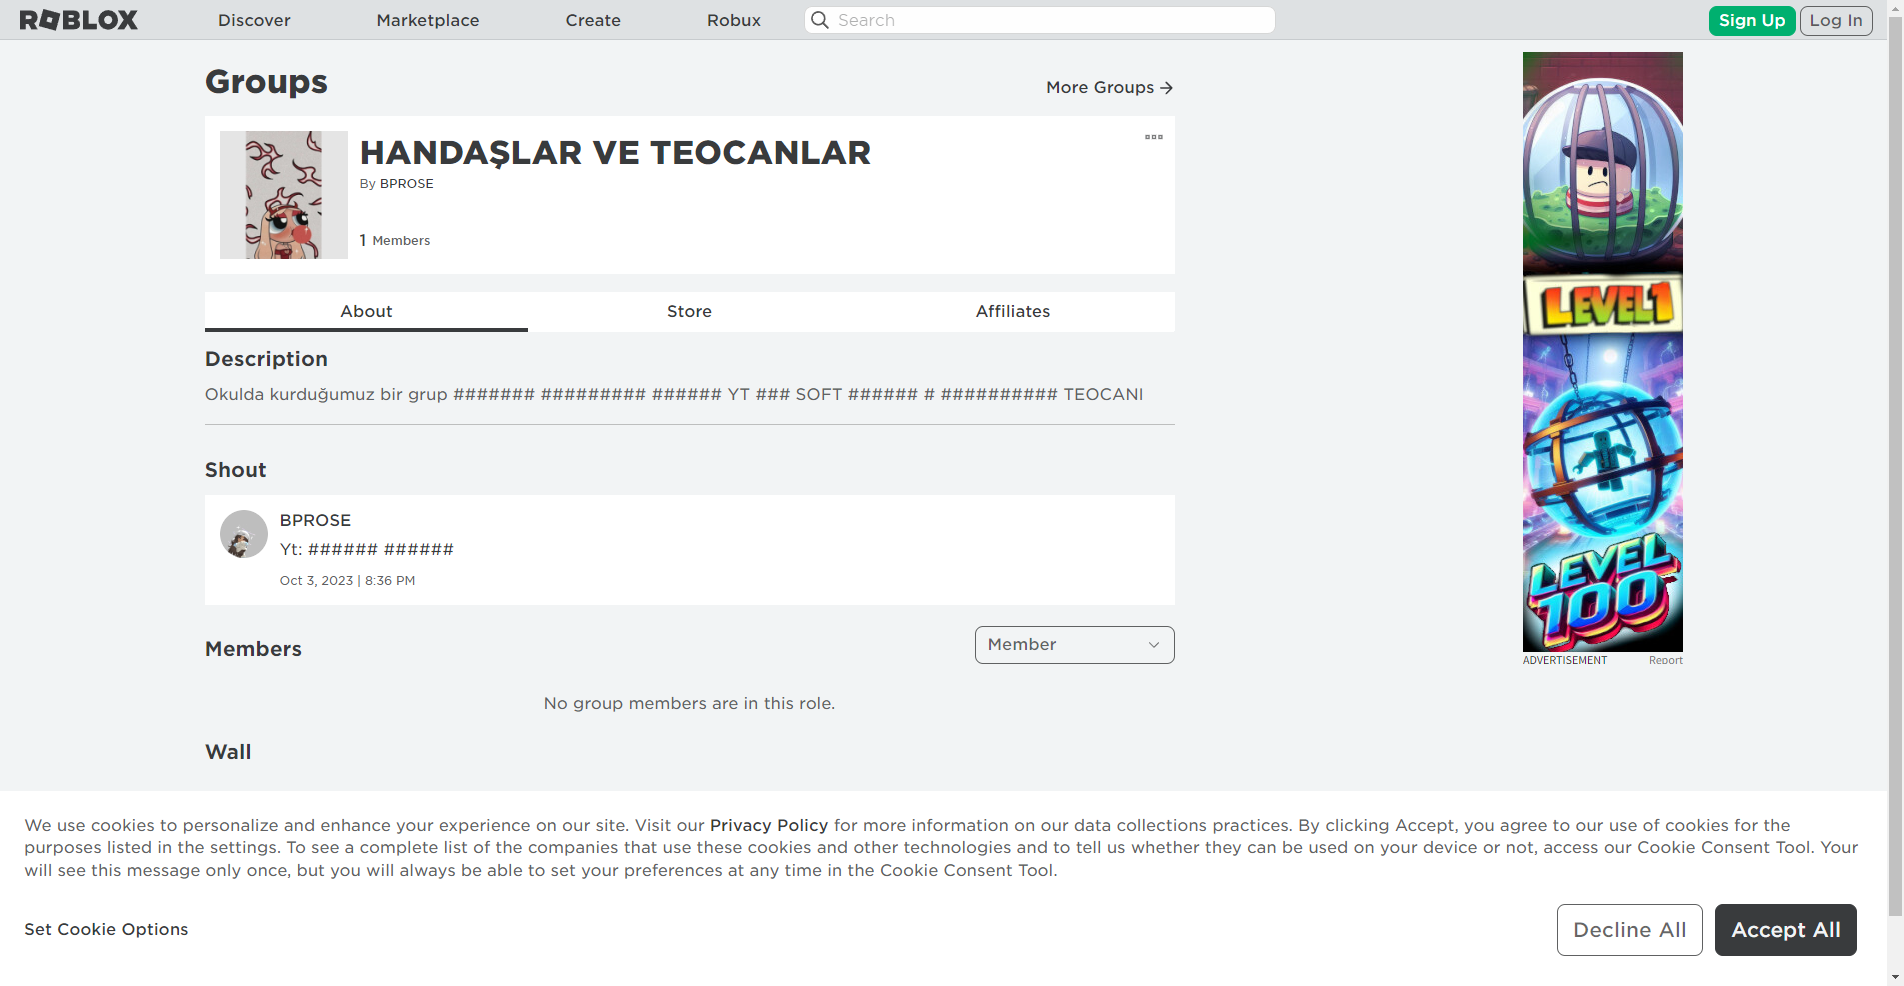 ROBLOX
Discover
Marketplace
Create
Robux
Search
Sign Up
Log In
Groups
More Groups →
HANDAŞLAR VE TEOCANLAR
By BPROSE
1 Members
About
Store
Affiliates
Description
Okulda kurduğumuz bir grup ####### ######### ###### YT ### SOFT ###### # ########## TEOCANI
Shout
BPROSE
Yt: ###### ######
Oct 3, 2023 | 8:36 PM
Members
Member
No group members are in this role.
Wall
LEVEL1
LEVEL
100
ADVERTISEMENT
Report
We use cookies to personalize and enhance your experience on our site. Visit our Privacy Policy for more information on our data collections practices. By clicking Accept, you agree to our use of cookies for the
purposes listed in the settings. To see a complete list of the companies that use these cookies and other technologies and to tell us whether they can be used on your device or not, access our Cookie Consent Tool. Your
will see this message only once, but you will always be able to set your preferences at any time in the Cookie Consent Tool.
Set Cookie Options
Decline All
Accept All